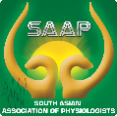 SAAP
SOUTH ASIAN
ASSOCIATION OF PHYSIOLOGISTS